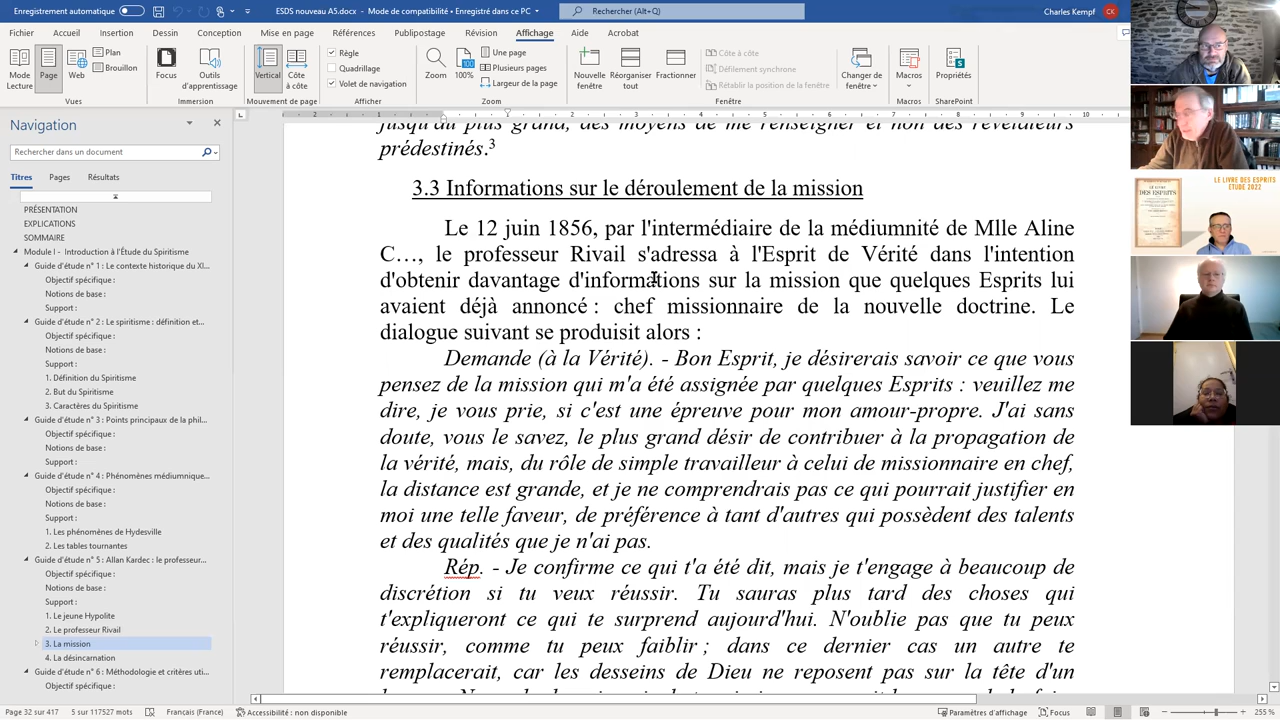 Enregistrement automatique
ESDS nouveau A5.docx - Mode de compatibilité • Enregistré dans ce PC
Rechercher (Alt+Q)
Charles Kempf
CK
Fichier Accueil Insertion Dessin Conception Mise en page Références Publipostage Révision Affichage Aide Acrobat
Mode Lecture
Page
Web
Plan
Brouillon
Vues
Focus
Outils d'apprentissage
Immersion
Vertical
Côte à côte
Mouvement de page
Règle
Quadrillage
Volet de navigation
Afficher
Zoom
100%
Une page
Plusieurs pages
Largeur de la page
Zoom
Nouvelle fenêtre
Réorganiser tout
Fractionner
Côte à côte
Défilement synchrone
Rétablir la position de la fenêtre
Fenêtre
Changer de fenêtre
Macros
Macros
Propriétés
SharePoint
Navigation
Rechercher dans un document
Titres Pages Résultats
PRÉSENTATION
EXPLICATIONS
SOMMAIRE
Module I - Introduction à l'Étude du Spiritisme
Guide d'étude n° 1 : Le contexte historique du XI...
Objectif spécifique :
Notions de base :
Support :
Guide d'étude n° 2 : Le spiritisme : définition et...
Objectif spécifique :
Notions de base :
1. Définition du Spiritisme
2. But du Spiritisme
3. Caractères du Spiritisme
Guide d'étude n° 3 : Points principaux de la phil...
Objectif spécifique :
Notions de base :
Support :
Guide d'étude n° 4 : Phénomènes médiumnique...
Objectif spécifique :
Notions de base :
Support :
1. Les phénomènes de Hydesville
2. Les tables tournantes
Guide d'étude n° 5 : Allan Kardec : le professeur...
Objectif spécifique :
Notions de base :
Support :
1. Le jeune Hypolite
2. Le professeur Rivail
3. La mission
4. La désincarnation
Guide d'étude n° 6 : Méthodologie et critères uti...
Objectif spécifique :
jusqu'au plus grand, des moyens de me renseigner et non des révélateurs
prédestinés.3
3.3 Informations sur le déroulement de la mission
Le 12 juin 1856, par l'intermédiaire de la médiumnité de Mlle Aline
C…, le professeur Rivail s'adressa à l'Esprit de Vérité dans l'intention
d'obtenir davantage d'informations sur la mission que quelques Esprits lui
avaient déjà annoncé : chef missionnaire de la nouvelle doctrine. Le
dialogue suivant se produisit alors :
Demande (à la Vérité). - Bon Esprit, je désirerais savoir ce que vous
pensez de la mission qui m'a été assignée par quelques Esprits : veuillez me
dire, je vous prie, si c'est une épreuve pour mon amour-propre. J'ai sans
doute, vous le savez, le plus grand désir de contribuer à la propagation de
la vérité, mais, du rôle de simple travailleur à celui de missionnaire en chef,
la distance est grande, et je ne comprendrais pas ce qui pourrait justifier en
moi une telle faveur, de préférence à tant d'autres qui possèdent des talents
et des qualités que je n'ai pas.
Rép. - Je confirme ce qui t'a été dit, mais je t'engage à beaucoup de
discrétion si tu veux réussir. Tu sauras plus tard des choses qui
t'expliqueront ce qui te surprend aujourd'hui. N'oublie pas que tu peux
réussir, comme tu peux faiblir ; dans ce dernier cas un autre te
remplacerait, car les desseins de Dieu ne reposent pas sur la tête d'un
LE LIVRE DES ESPRITS
ETUDE 2022
LE LIVRE
DES ESPRITS
Page 32 sur 417
5 sur 117527 mots
Français (France)
Accessibilité : non disponible
Paramètres d'affichage
Focus
255 %